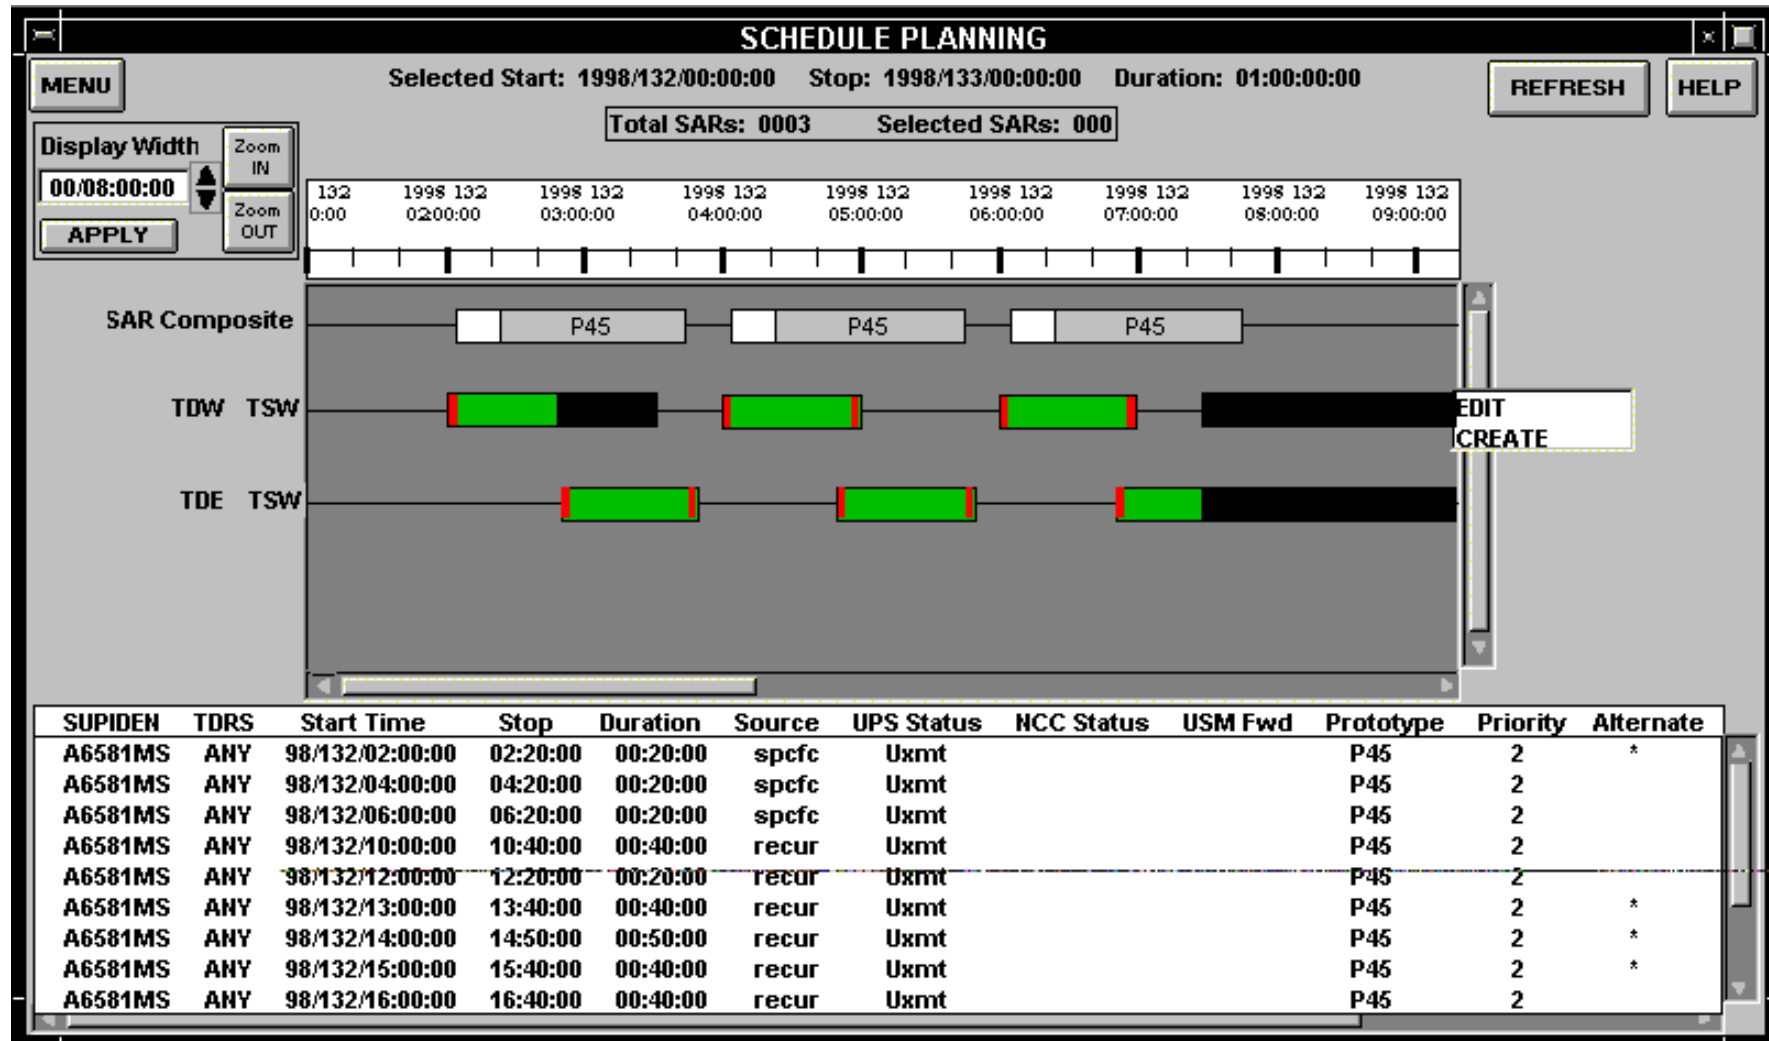 SCHEDULE PLANNING
MENU
Selected Start: 1998/132/00:00:00 Stop: 1998/133/00:00:00 Duration: 01:00:00:00
REFRESH
HELP
Total SARs: 0003 Selected SARs: 000
Display Width
00/08:00:00
APPLY
Zoom
IN
Zoom
OUT
132 1998 132 1998 132 1998 132 1998 132 1998 132 1998 132 1998 132 1998 132
0:00 02:00:00 03:00:00 04:00:00 05:00:00 06:00:00 07:00:00 08:00:00 09:00:00
SAR Composite
P45 P45 P45
TDW TSW
EDIT
CREATE
TDE TSW
SUPIDEN TDRS Start Time Stop Duration Source UPS Status NCC Status USM Fwd Prototype Priority Alternate
A6581MS ANY 98/132/02:00:00 02:20:00 00:20:00 spcfc Uxmt P45 2 *
A6581MS ANY 98/132/04:00:00 04:20:00 00:20:00 spcfc Uxmt P45 2
A6581MS ANY 98/132/06:00:00 06:20:00 00:20:00 spcfc Uxmt P45 2
A6581MS ANY 98/132/10:00:00 10:40:00 00:40:00 recur Uxmt P45 2
A6581MS ANY 98/132/12:00:00 12:20:00 00:20:00 recur Uxmt P45 2
A6581MS ANY 98/132/13:00:00 13:40:00 00:40:00 recur Uxmt P45 2 *
A6581MS ANY 98/132/14:00:00 14:50:00 00:50:00 recur Uxmt P45 2 *
A6581MS ANY 98/132/15:00:00 15:40:00 00:40:00 recur Uxmt P45 2 *
A6581MS ANY 98/132/16:00:00 16:40:00 00:40:00 recur Uxmt P45 2